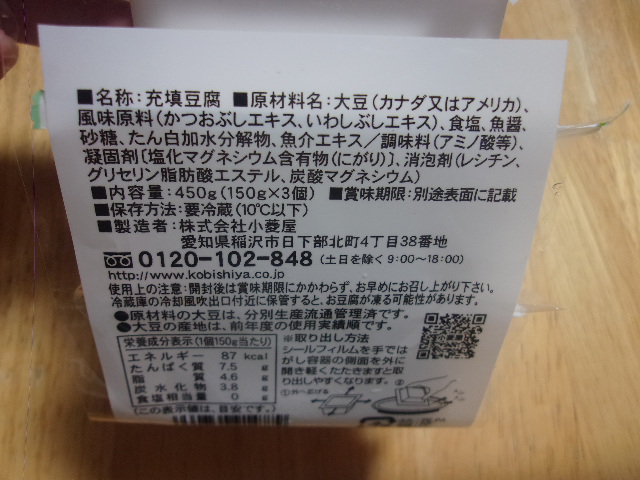 ■名称:充填豆腐 ■原材料名:大豆(カナダ又はアメリカ)、
風味原料(かつおぶしエキス、いわしぶしエキス)、食塩、魚醤、
砂糖、たん白加水分解物、魚介エキス/調味料(アミノ酸等)、
凝固剤〔塩化マグネシウム含有物(にがり)〕、消泡剤(レシチン、
グリセリン脂肪酸エステル、炭酸マグネシウム)
■内容量:450g(150g×3個) ■賞味期限:別途表面に記載
■保存方法:要冷蔵(10℃以下)
■製造者:株式会社小菱屋
愛知県稲沢市日下部北町4丁目38番地
0120-102-848 (土日を除く9:00~18:00)
http://www.kobishiya.com/
使用上の注意:開封後は賞味期限にかかわらず、お早めにお召し上がり下さい。
冷蔵庫の冷却風吹出口付近に保管すると、お豆腐が凍る可能性があります。
●原材料の大豆は、分別生産流通管理済です。
●大豆の産地は、前年度の使用実績順です。
栄養成分表示(1個150g当たり)
エネルギー 87 kcal
たんぱく質 7.5 g
脂質 4.6 g
炭水化物 3.8 g
食塩相当量 0 g
(この表示値は、目安です。)
※取り出し方法
シールフィルムを手では
がし容器の側面を外に
開き軽くたたきますと取
り出しやすくなります。
①外へ広げる
②